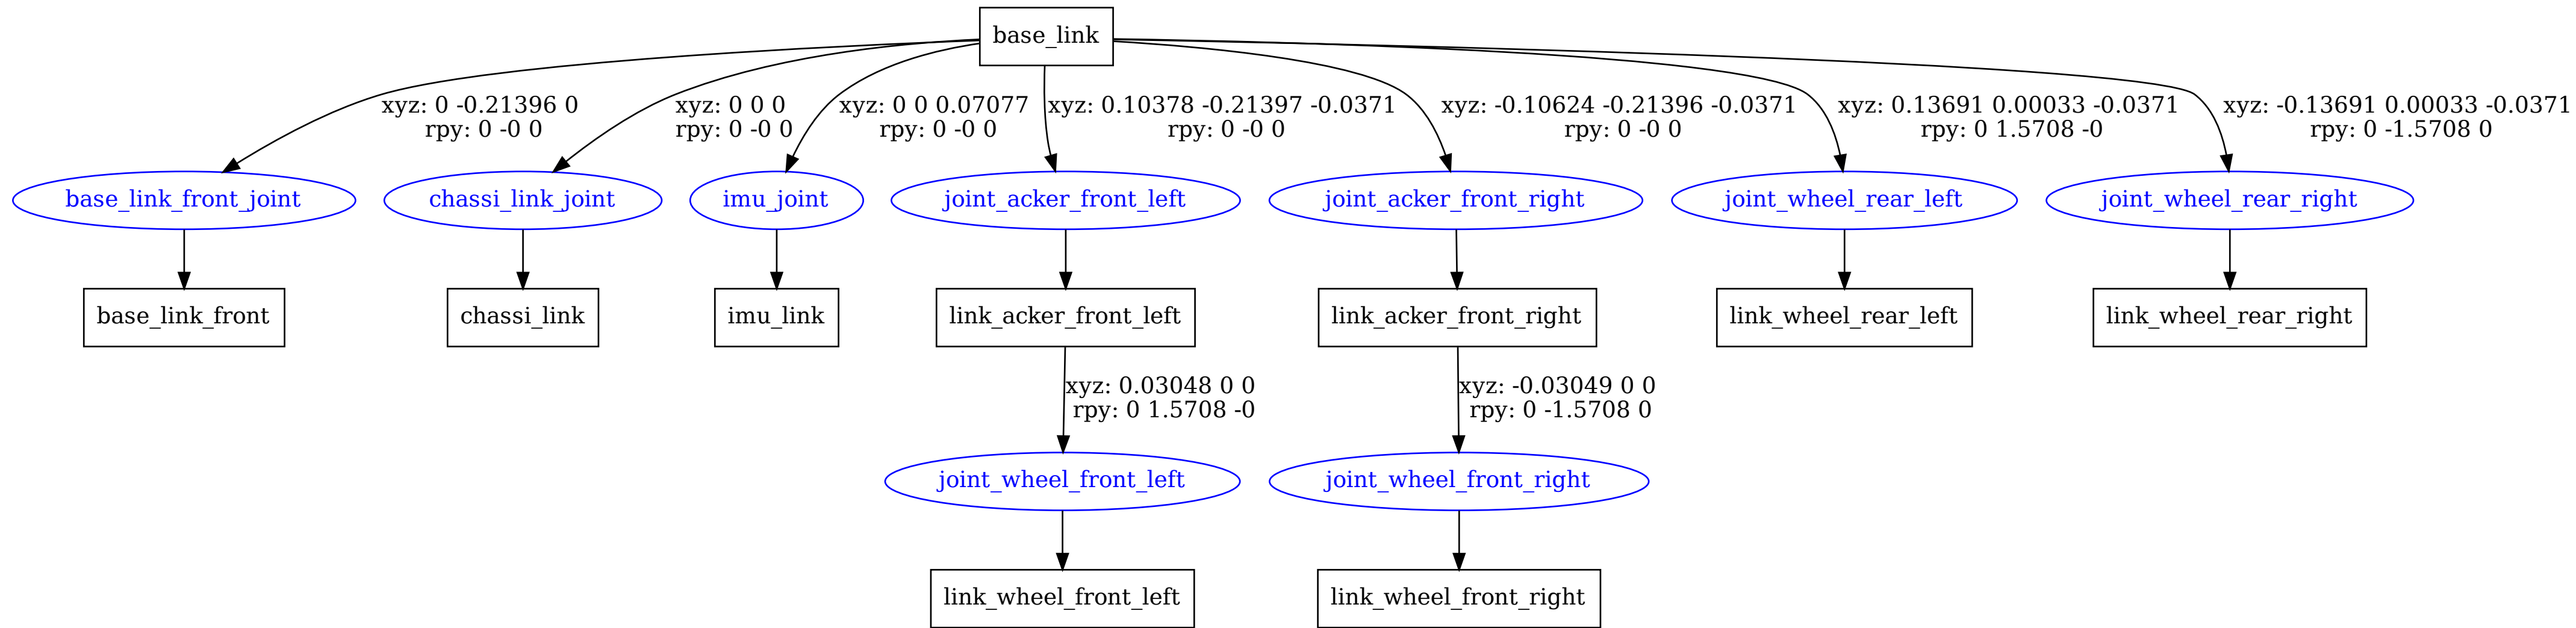 base_link
xyz: 0 -0.21396 0
rpy: 0 -0 0
xyz: 0 0 0
rpy: 0 -0 0
xyz: 0 0 0.07077
rpy: 0 -0 0
xyz: 0.10378 -0.21397 -0.0371
rpy: 0 -0 0
xyz: -0.10624 -0.21396 -0.0371
rpy: 0 -0 0
xyz: 0.13691 0.00033 -0.0371
rpy: 0 1.5708 -0
xyz: -0.13691 0.00033 -0.0371
rpy: 0 -1.5708 0
base_link_front_joint
chassi_link_joint
imu_joint
joint_acker_front_left
joint_acker_front_right
joint_wheel_rear_left
joint_wheel_rear_right
base_link_front
chassi_link
imu_link
link_acker_front_left
link_acker_front_right
link_wheel_rear_left
link_wheel_rear_right
xyz: 0.03048 0 0
rpy: 0 1.5708 -0
xyz: -0.03049 0 0
rpy: 0 -1.5708 0
joint_wheel_front_left
joint_wheel_front_right
link_wheel_front_left
link_wheel_front_right